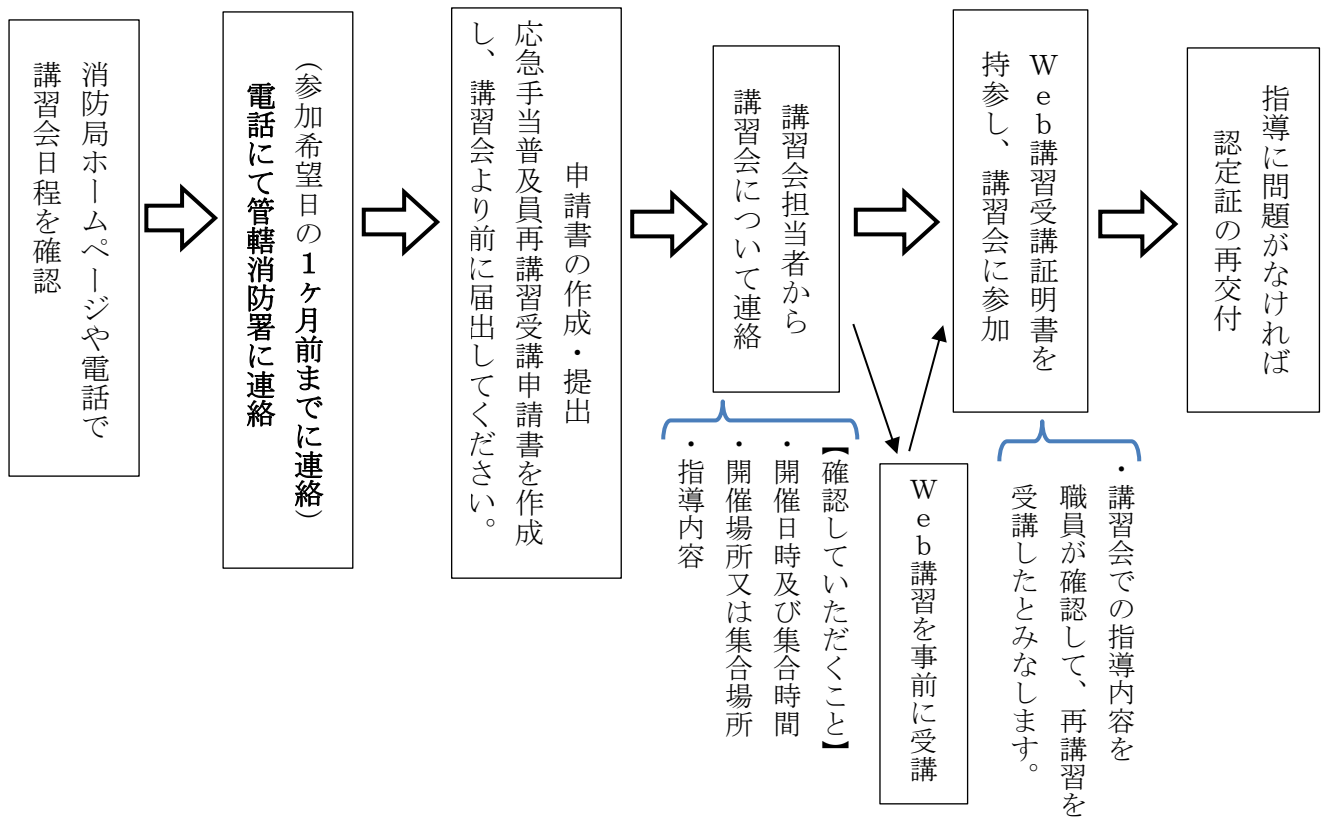 消防局ホームページや電話で
講習会日程を確認
（参加希望日の１ケ月前までに連絡）
電話にて管轄消防署に連絡
申請書の作成・提出
応急手当普及員再講習受講申請書を作成
し、講習会より前に届出してください。
講習会担当者から
講習会について連絡
【確認していただくこと】
・開催日時及び集合時間
・開催場所又は集合場所
・指導内容
Ｗｅｂ講習を事前に受講
Ｗｅｂ講習受講証明書を
持参し、講習会に参加
・講習会での指導内容を
職員が確認して、再講習を
受講したとみなします。
指導に問題がなければ
認定証の再交付